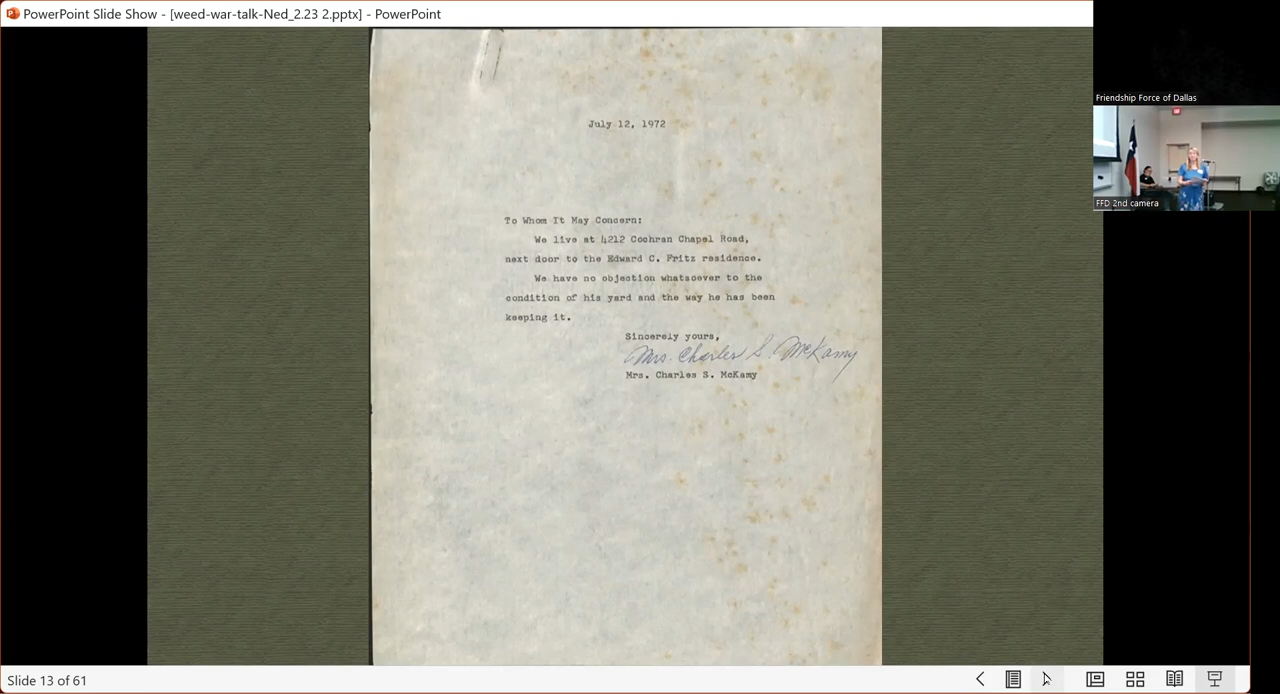 PowerPoint Slide Show - [weed-war-talk-Ned_2.23 2.pptx] - PowerPoint
Friendship Force of Dallas
FFD 2nd camera
July 12, 1972
To Whom It May Concern:
We live at 4212 Cochran Chapel Road,
next door to the Edward C. Fritz residence.
We have no objection whatsoever to the
condition of his yard and the way he has been
keeping it.
Sincerely yours,
Mrs. Charles S. McKamy
Mrs. Charles S. McKamy
Slide 13 of 61